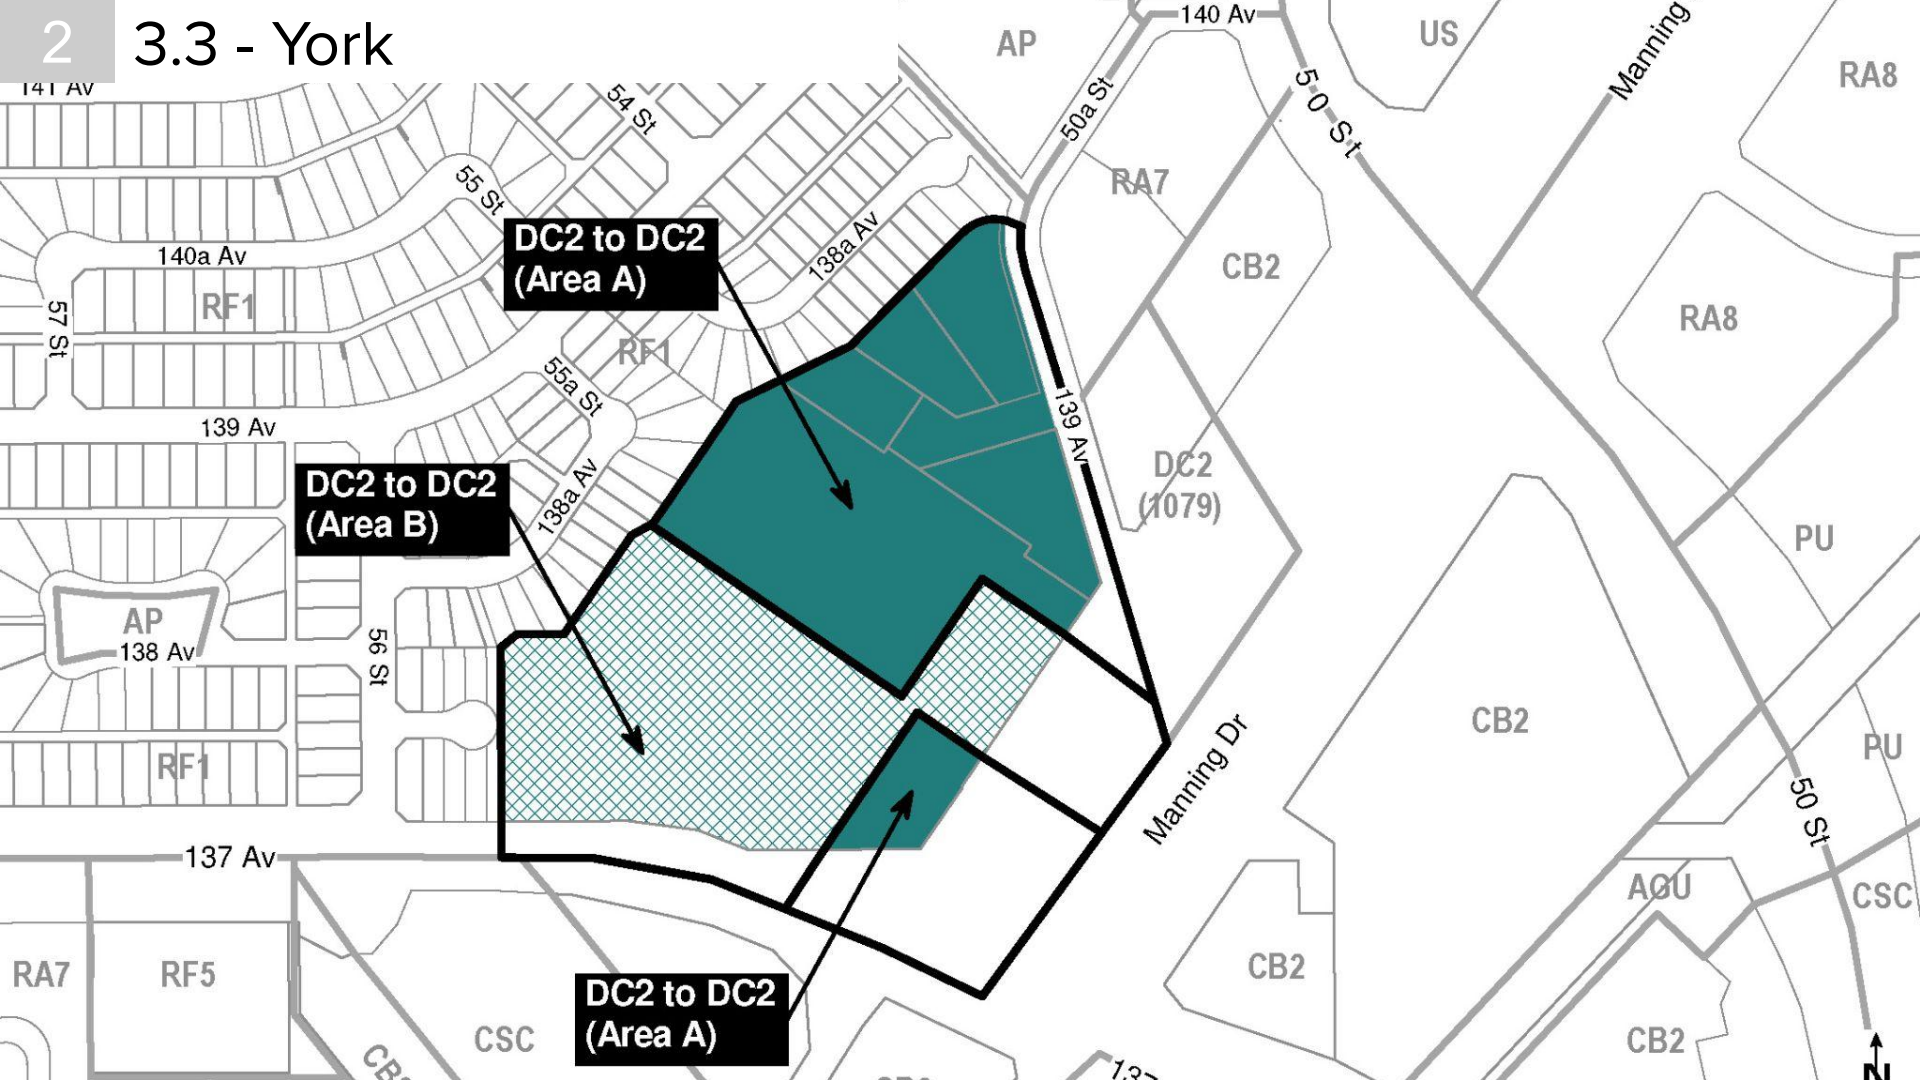 2
3.3 - York
141 Av
54 St
55 St
140a Av
RF1
57 St
139 Av
RF1
55a St
138a Av
138a Av
DC2 to DC2
(Area A)
DC2 to DC2
(Area B)
AP
138 Av
56 St
RF1
137 Av
RA7
RF5
CSC
DC2 to DC2
(Area A)
AP
140 Av
50a St
50 St
US
Manning
RA8
RA7
CB2
RA8
139 Av
DC2
(1079)
PU
CB2
PU
Manning Dr
50 St
AGU
CSC
CB2
CB2
N